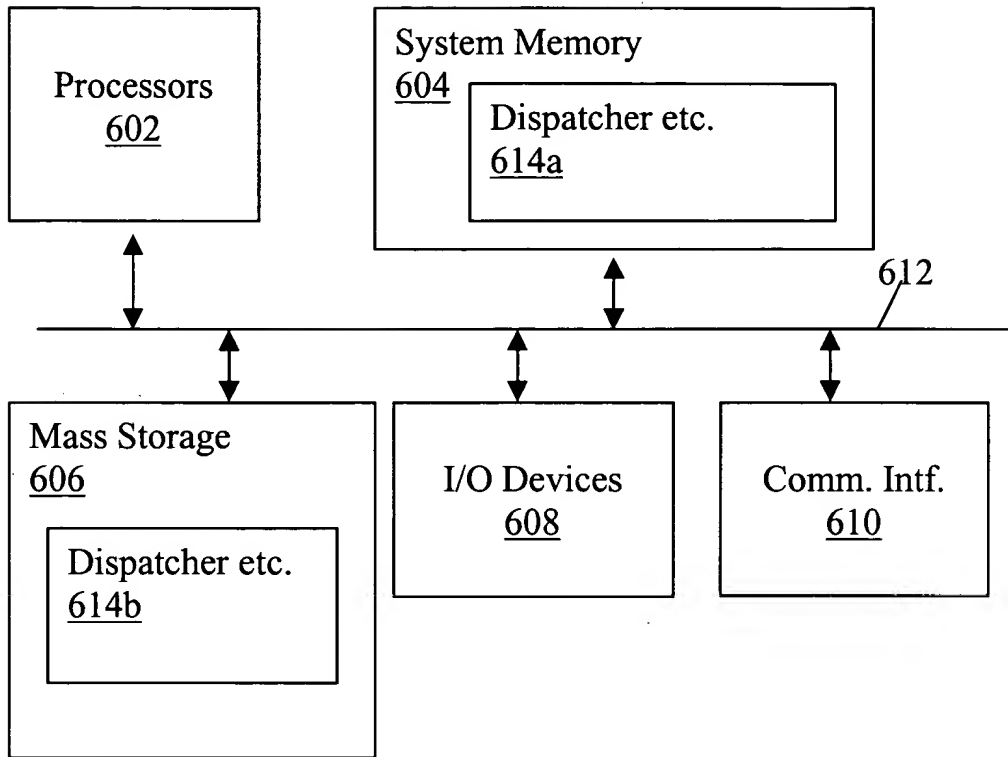 Processors
602
System Memory
604
Dispatcher etc.
614a
612
Mass Storage
606
Dispatcher etc.
614b
I/O Devices
608
Comm. Intf.
610